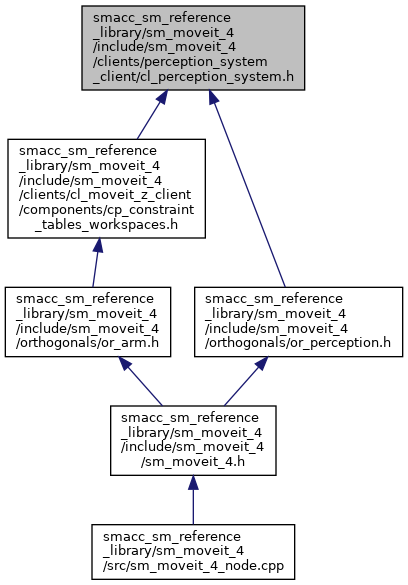 smacc_sm_reference
_library/sm_moveit_4
/include/sm_moveit_4
/clients/perception_system
_client/cl_perception_system.h
smacc_sm_reference
_library/sm_moveit_4
/include/sm_moveit_4
/clients/cl_moveit_z_client
/components/cp_constraint
_tables_workspaces.h
smacc_sm_reference
_library/sm_moveit_4
/include/sm_moveit_4
/orthogonals/or_arm.h
smacc_sm_reference
_library/sm_moveit_4
/include/sm_moveit_4
/orthogonals/or_perception.h
smacc_sm_reference
_library/sm_moveit_4
/include/sm_moveit_4
/sm_moveit_4.h
smacc_sm_reference
_library/sm_moveit_4
/src/sm_moveit_4_node.cpp